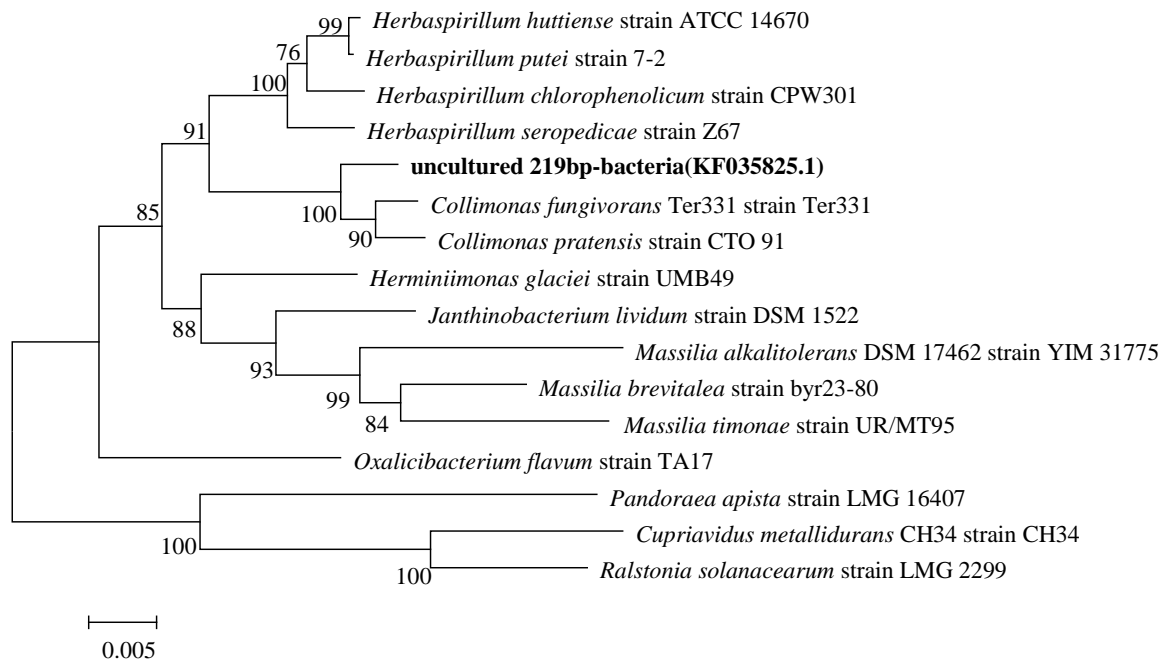 Herbaspirillum huttiense strain ATCC 14670
99
Herbaspirillum putei strain 7-2
76
Herbaspirillum chlorophenolicum strain CPW301
100
Herbaspirillum seropedicae strain Z67
91
uncultured 219bp-bacteria(KF035825.1)
Collimonas fungivorans Ter331 strain Ter331
100
85
Collimonas pratensis strain CTO 91
90
Herminiimonas glaciei strain UMB49
Janthinobacterium lividum strain DSM 1522
88
Massilia alkalitolerans DSM 17462 strain YIM 31775
93
Massilia brevitalea strain byr23-80
99
Massilia timonae strain UR/MT95
84
Oxalicibacterium flavum strain TA17
Pandoraea apista strain LMG 16407
Cupriavidus metallidurans CH34 strain CH34
100
Ralstonia solanacearum strain LMG 2299
100
0.005